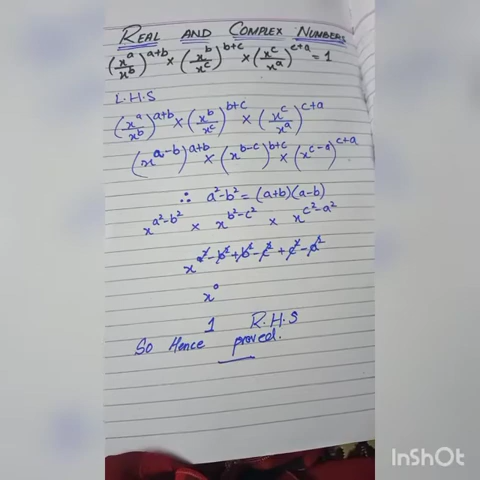 REAL AND COMPLEX NUMBERS
(x^a/x^b)^(a+b) × (x^b/x^c)^(b+c) × (x^c/x^a)^(c+a) = 1
L.H.S
(x^a/x^b)^(a+b) × (x^b/x^c)^(b+c) × (x^c/x^a)^(c+a)
(x^(a-b))^(a+b) × (x^(b-c))^(b+c) × (x^(c-a))^(c+a)
∴ a²-b² = (a+b)(a-b)
x^(a²-b²) × x^(b²-c²) × x^(c²-a²)
x^(a²-b²+b²-c²+c²-a²)
x^0
1 R.H.S
So Hence proved.
InShOt